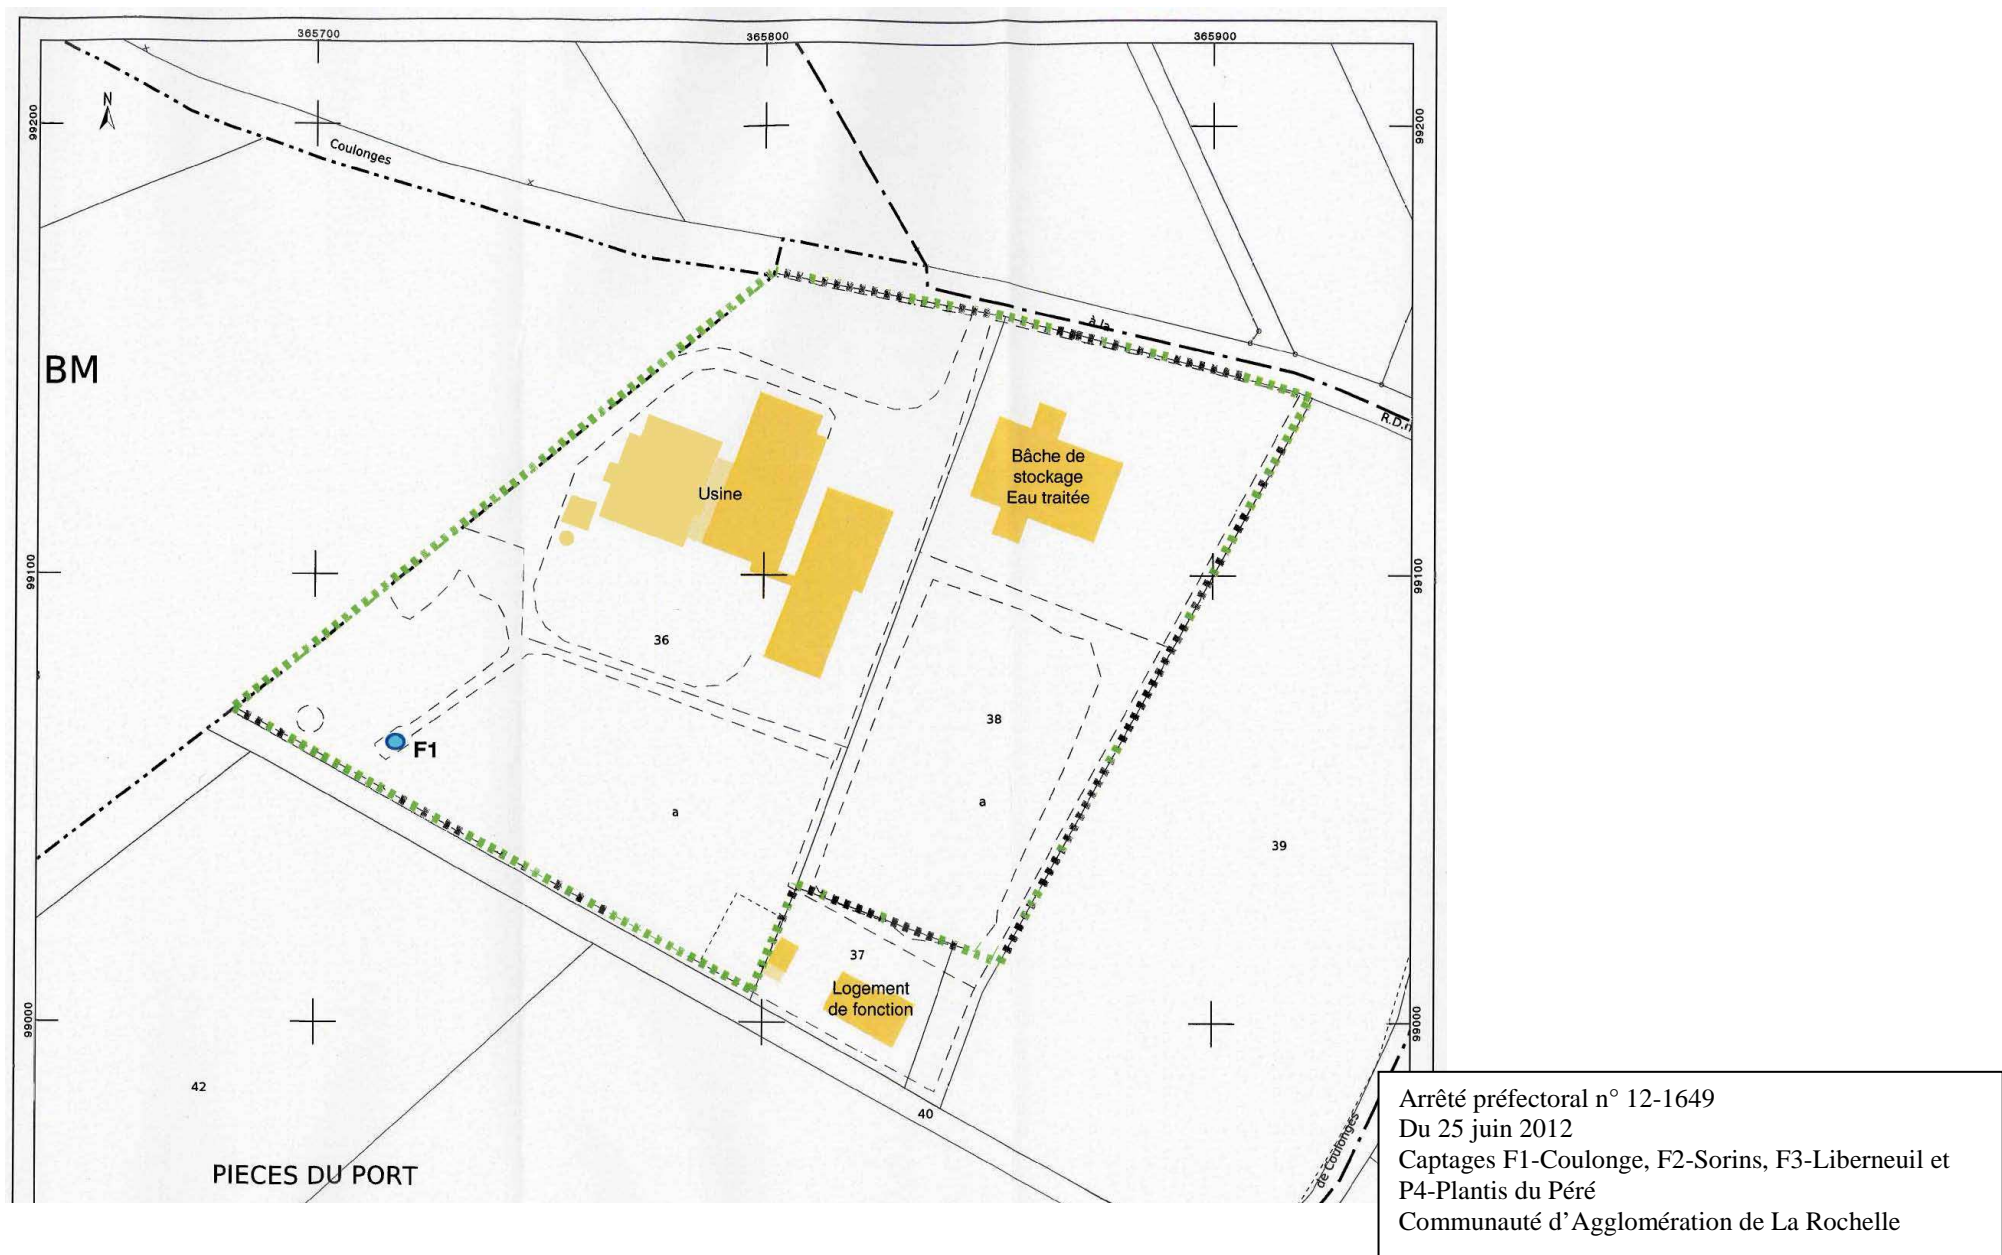 365700
365800
365900
99200
N
99200
Coulonges
à la
BM
R.D.n
Bâche de
stockage
Eau traitée
Usine
99100
99100
36
38
F1
a
a
39
37
Logement
de fonction
99000
99000
42
40
de Coulonges
PIECES DU PORT
Arrêté préfectoral n° 12-1649
Du 25 juin 2012
Captages F1-Coulonge, F2-Sorins, F3-Liberneuil et
P4-Plantis du Péré
Communauté d’Agglomération de La Rochelle